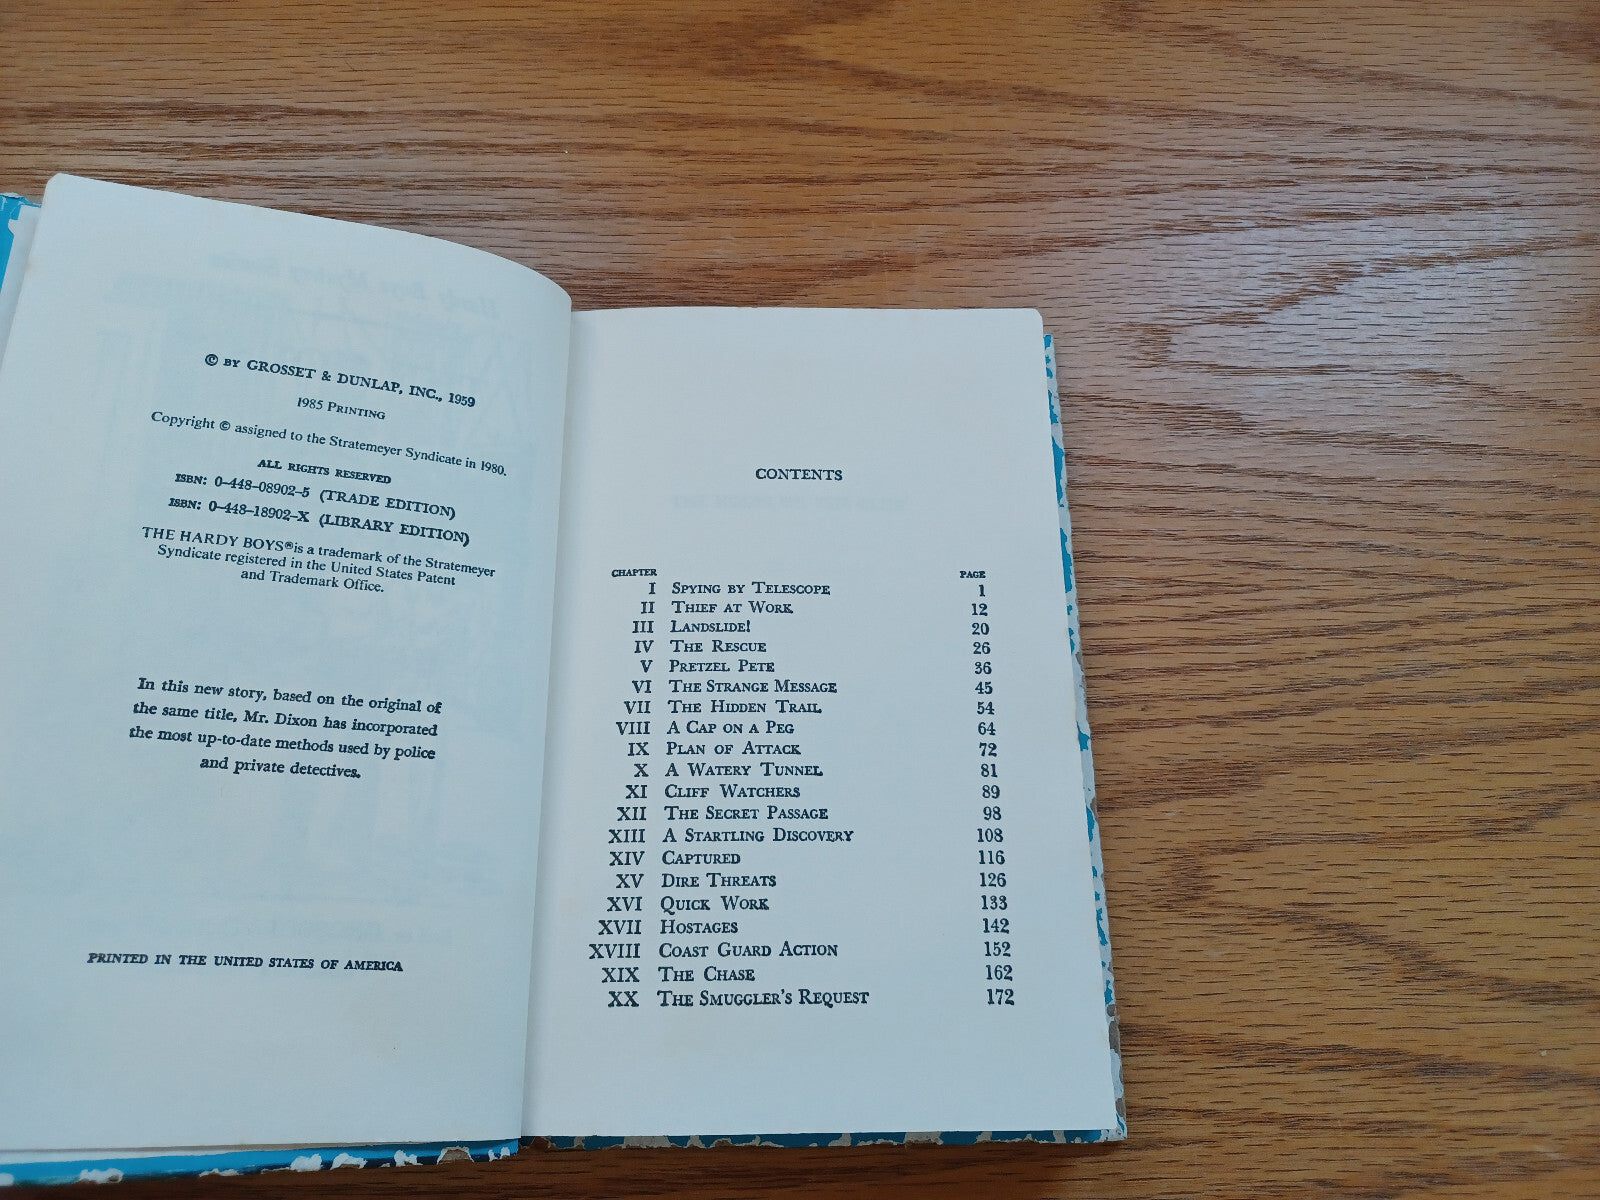 © BY GROSSET & DUNLAP, INC., 1959
1985 PRINTING
Copyright © assigned to the Stratemeyer Syndicate in 1980.
ALL RIGHTS RESERVED
ISBN: 0-448-08902-5 (TRADE EDITION)
ISBN: 0-448-18902-X (LIBRARY EDITION)
THE HARDY BOYS® is a trademark of the Stratemeyer
Syndicate registered in the United States Patent
and Trademark Office.
In this new story, based on the original of
the same title, Mr. Dixon has incorporated
the most up-to-date methods used by police
and private detectives.
PRINTED IN THE UNITED STATES OF AMERICA
CONTENTS
CHAPTER PAGE
I SPYING BY TELESCOPE 1
II THIEF AT WORK 12
III LANDSLIDE! 20
IV THE RESCUE 26
V PRETZEL PETE 36
VI THE STRANGE MESSAGE 45
VII THE HIDDEN TRAIL 54
VIII A CAP ON A PEG 64
IX PLAN OF ATTACK 72
X A WATERY TUNNEL 81
XI CLIFF WATCHERS 89
XII THE SECRET PASSAGE 98
XIII A STARTLING DISCOVERY 108
XIV CAPTURED 116
XV DIRE THREATS 126
XVI QUICK WORK 133
XVII HOSTAGES 142
XVIII COAST GUARD ACTION 152
XIX THE CHASE 162
XX THE SMUGGLER'S REQUEST 172